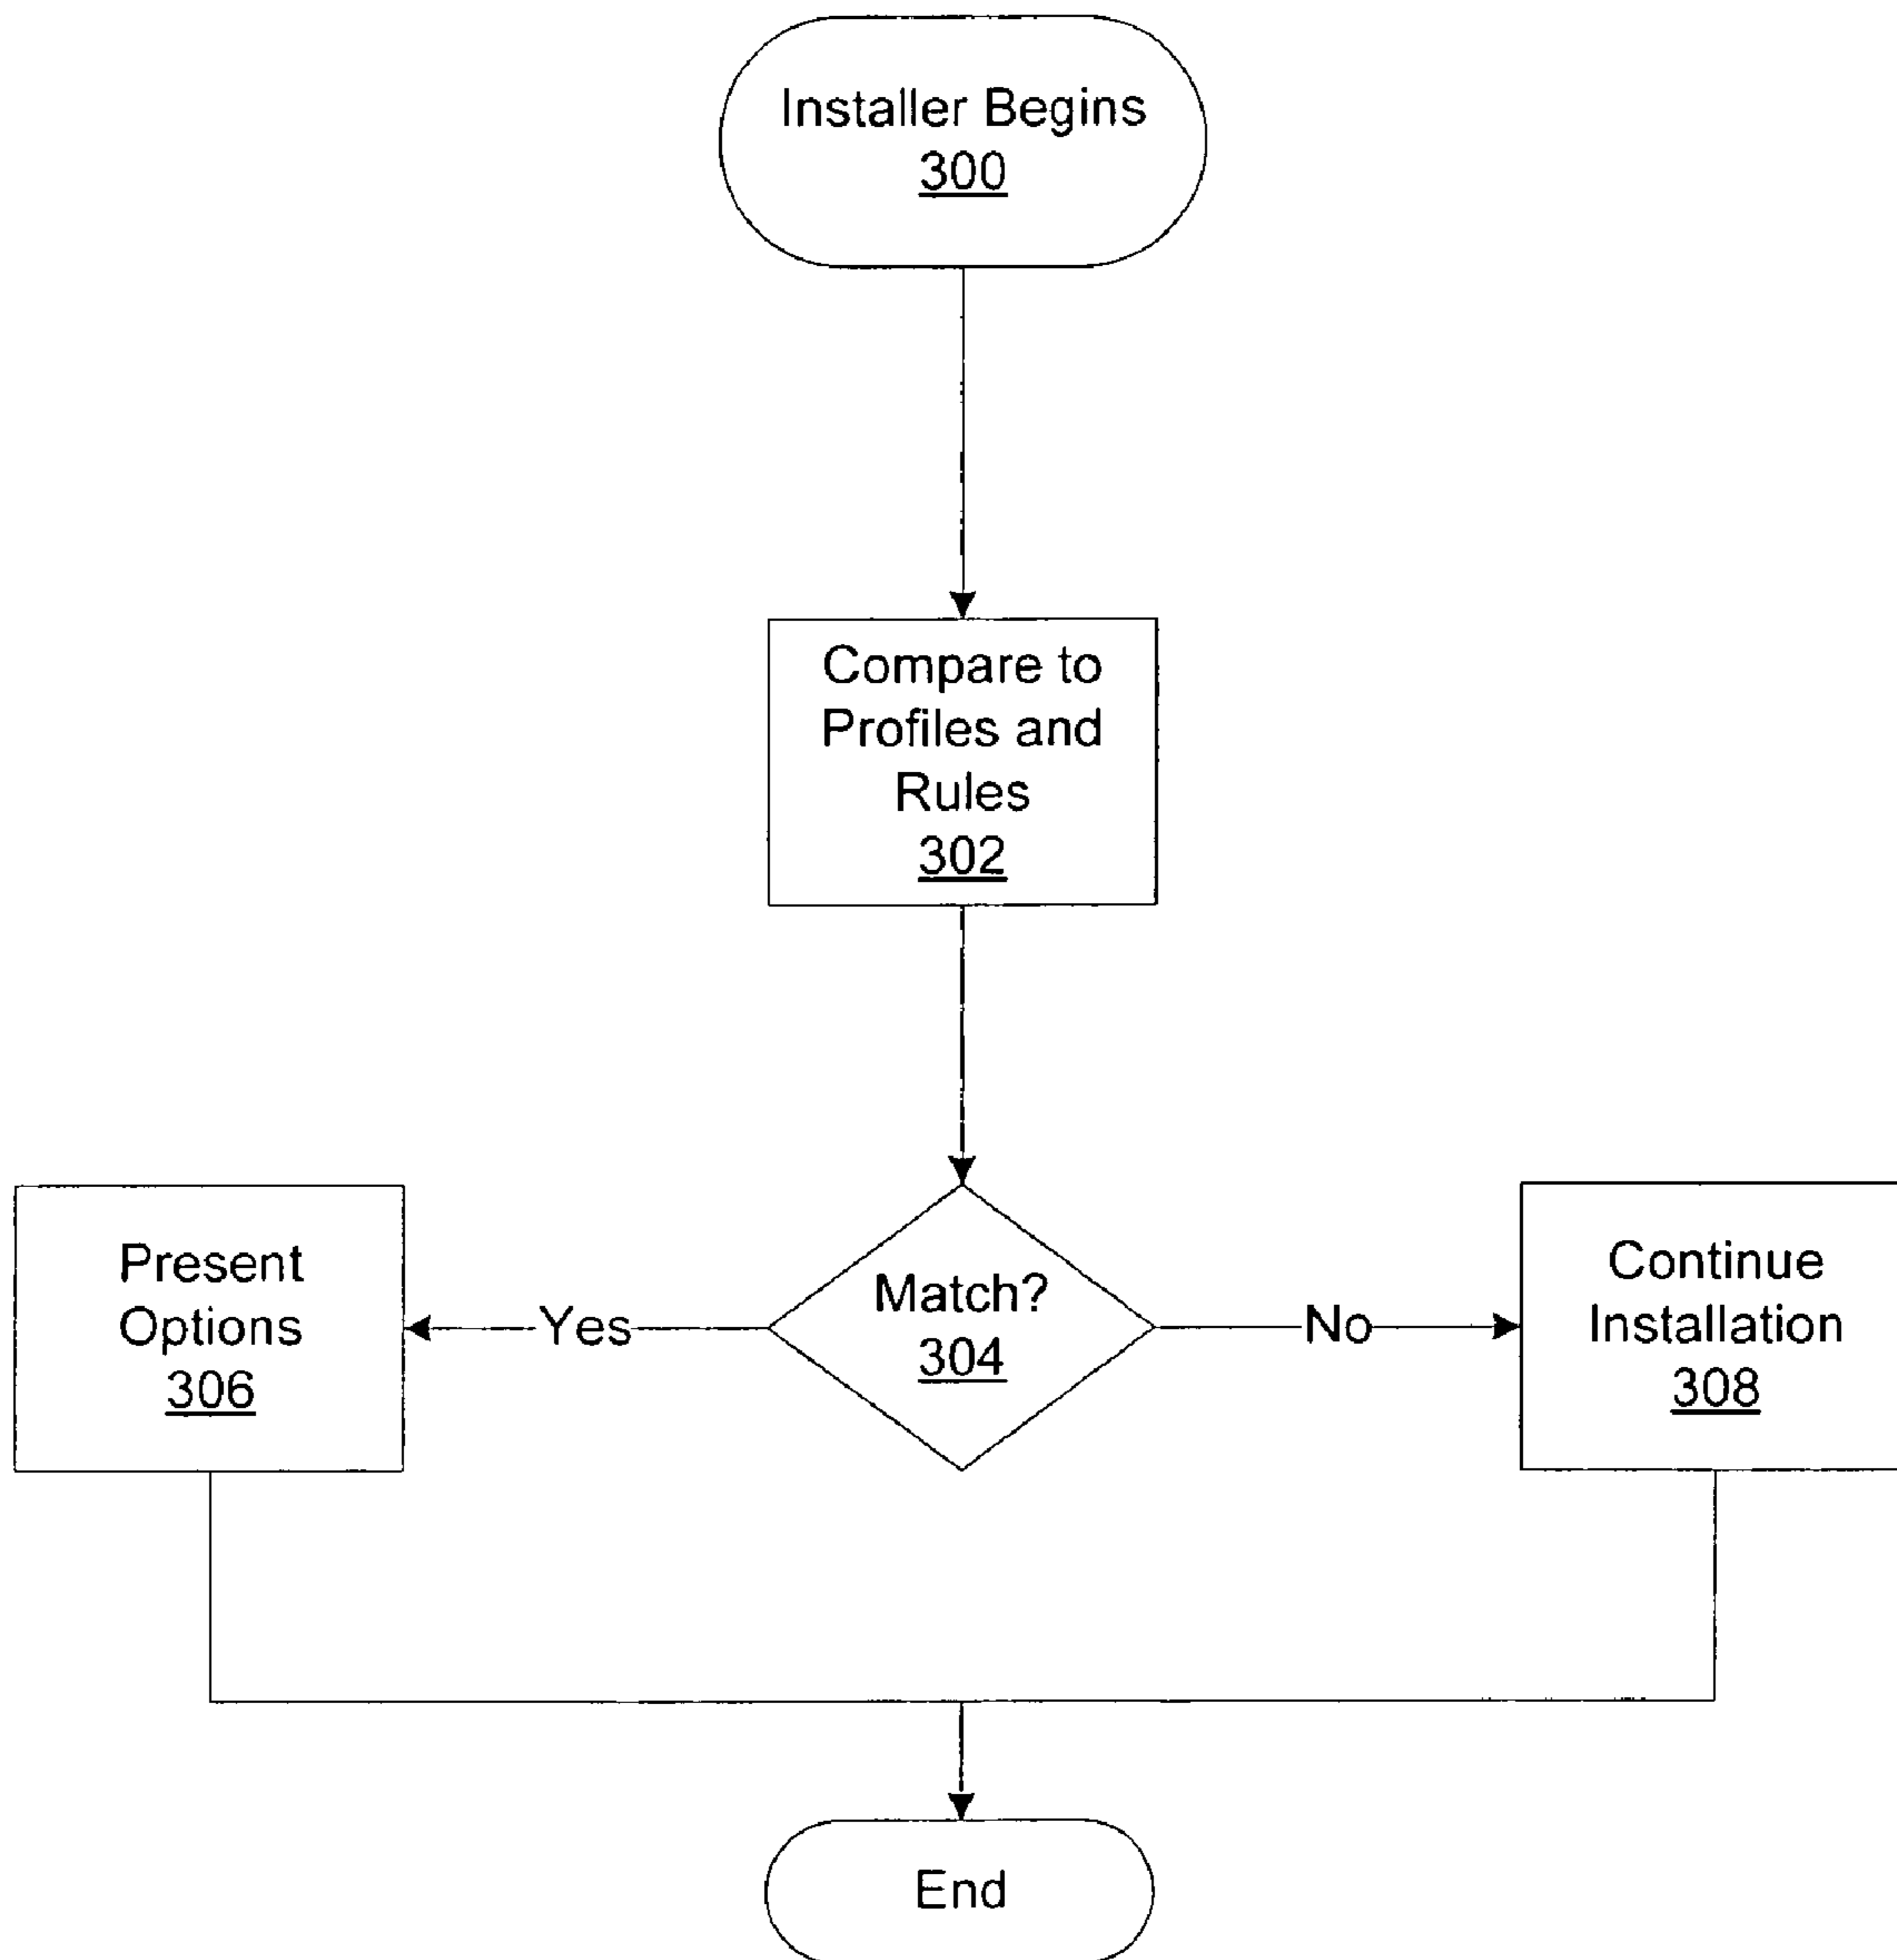 Installer Begins
300
Compare to
Profiles and
Rules
302
Present
Options
306
Yes
Match?
304
No
Continue
Installation
308
End